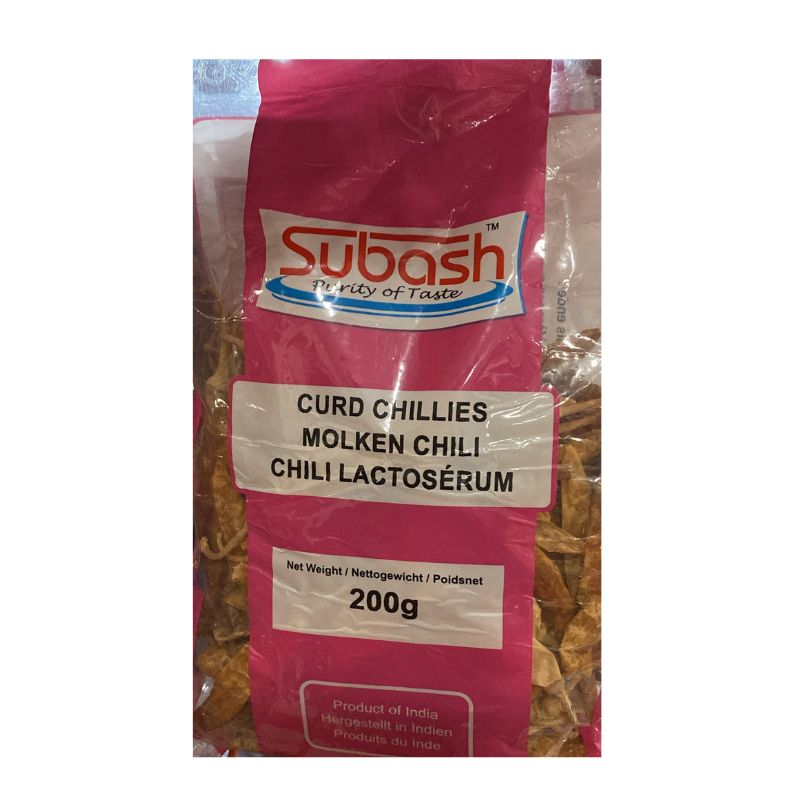 Subash™
Purity of Taste
CURD CHILLIES
MOLKEN CHILI
CHILI LACTOSÉRUM
Net Weight / Nettogewicht / Poidsnet
200g
Product of India
Hergestellt in Indien
Produits du Inde